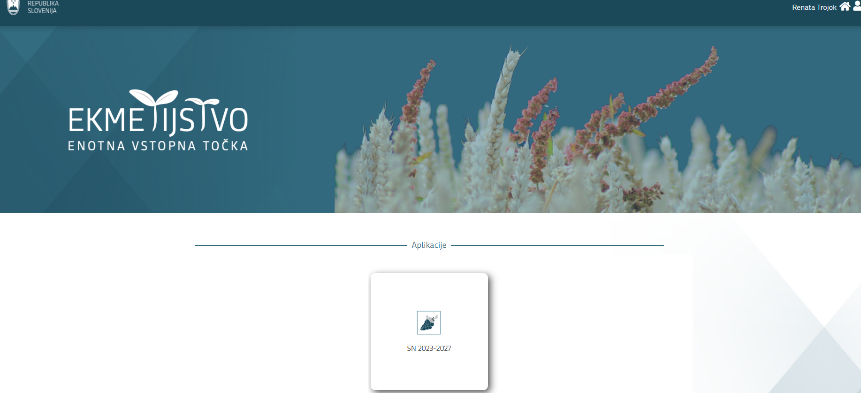 REPUBLIKA
SLOVENIJA
Renata Trojok
EKMETIJSTVO
ENOTNA VSTOPNA TOČKA
Aplikacije
SN 2023-2027